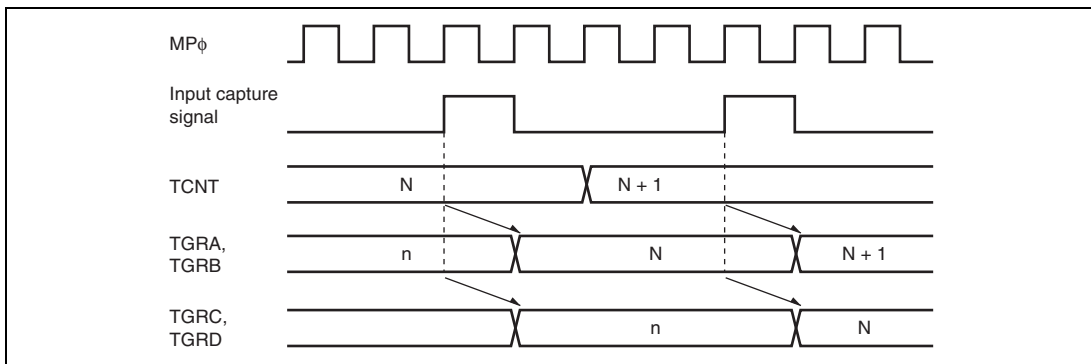 MPϕ
Input capture
signal
TCNT
N
N + 1
TGRA,
TGRB
n
N
N + 1
TGRC,
TGRD
n
N